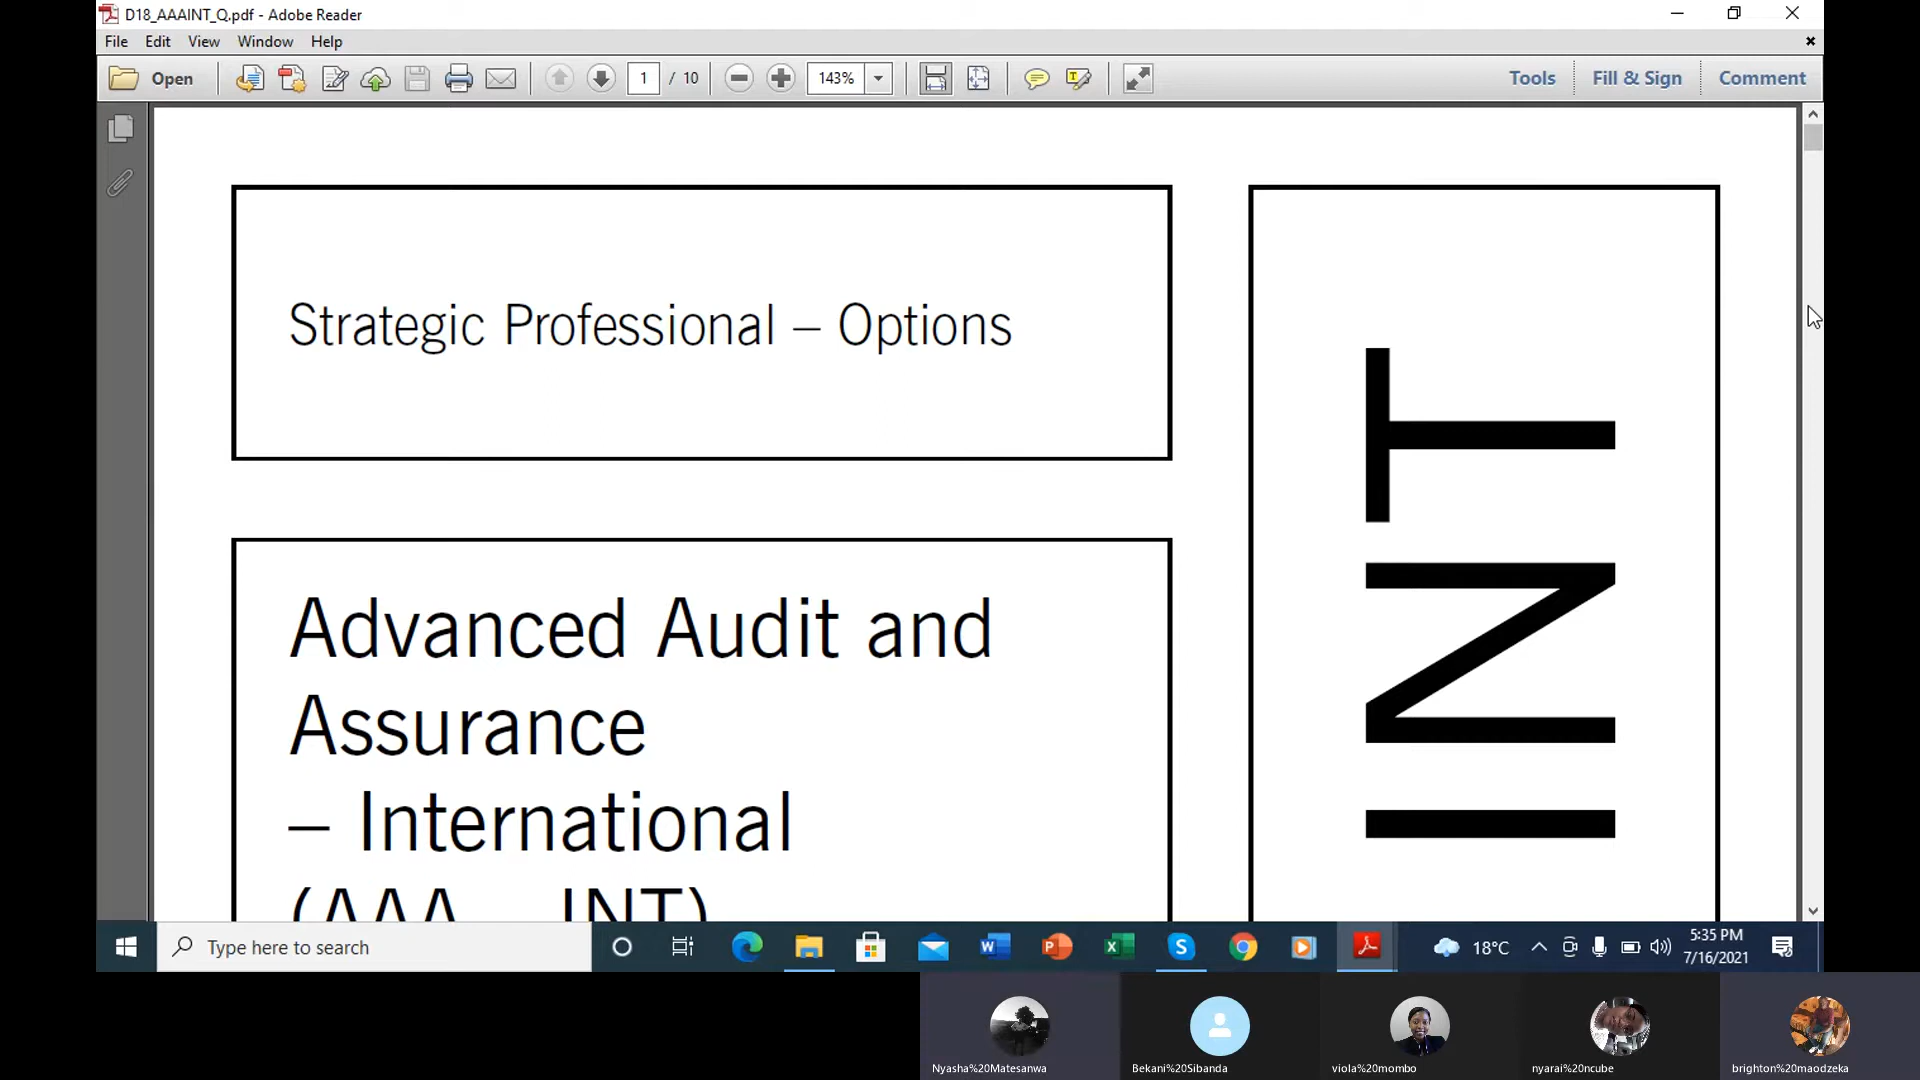 D18_AAAINT_Q.pdf - Adobe Reader
File Edit View Window Help
Open 1 / 10 143% Tools Fill & Sign Comment
Strategic Professional – Options
Advanced Audit and
Assurance
– International
(AAA – INT)
INT
Type here to search
18°C
5:35 PM
7/16/2021
Nyasha%20Matesanwa
Bekani%20Sibanda
viola%20mombo
nyarai%20ncube
brighton%20maodzeka